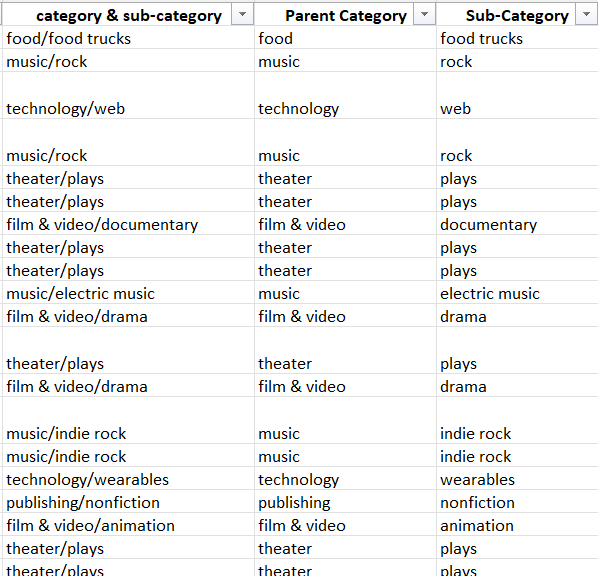 category & sub-category Parent Category Sub-Category
food/food trucks food food trucks
music/rock music rock
technology/web technology web
music/rock music rock
theater/plays theater plays
theater/plays theater plays
film & video/documentary film & video documentary
theater/plays theater plays
theater/plays theater plays
music/electric music music electric music
film & video/drama film & video drama
theater/plays theater plays
film & video/drama film & video drama
music/indie rock music indie rock
music/indie rock music indie rock
technology/wearables technology wearables
publishing/nonfiction publishing nonfiction
film & video/animation film & video animation
theater/plays theater plays
theater/plays theater plays